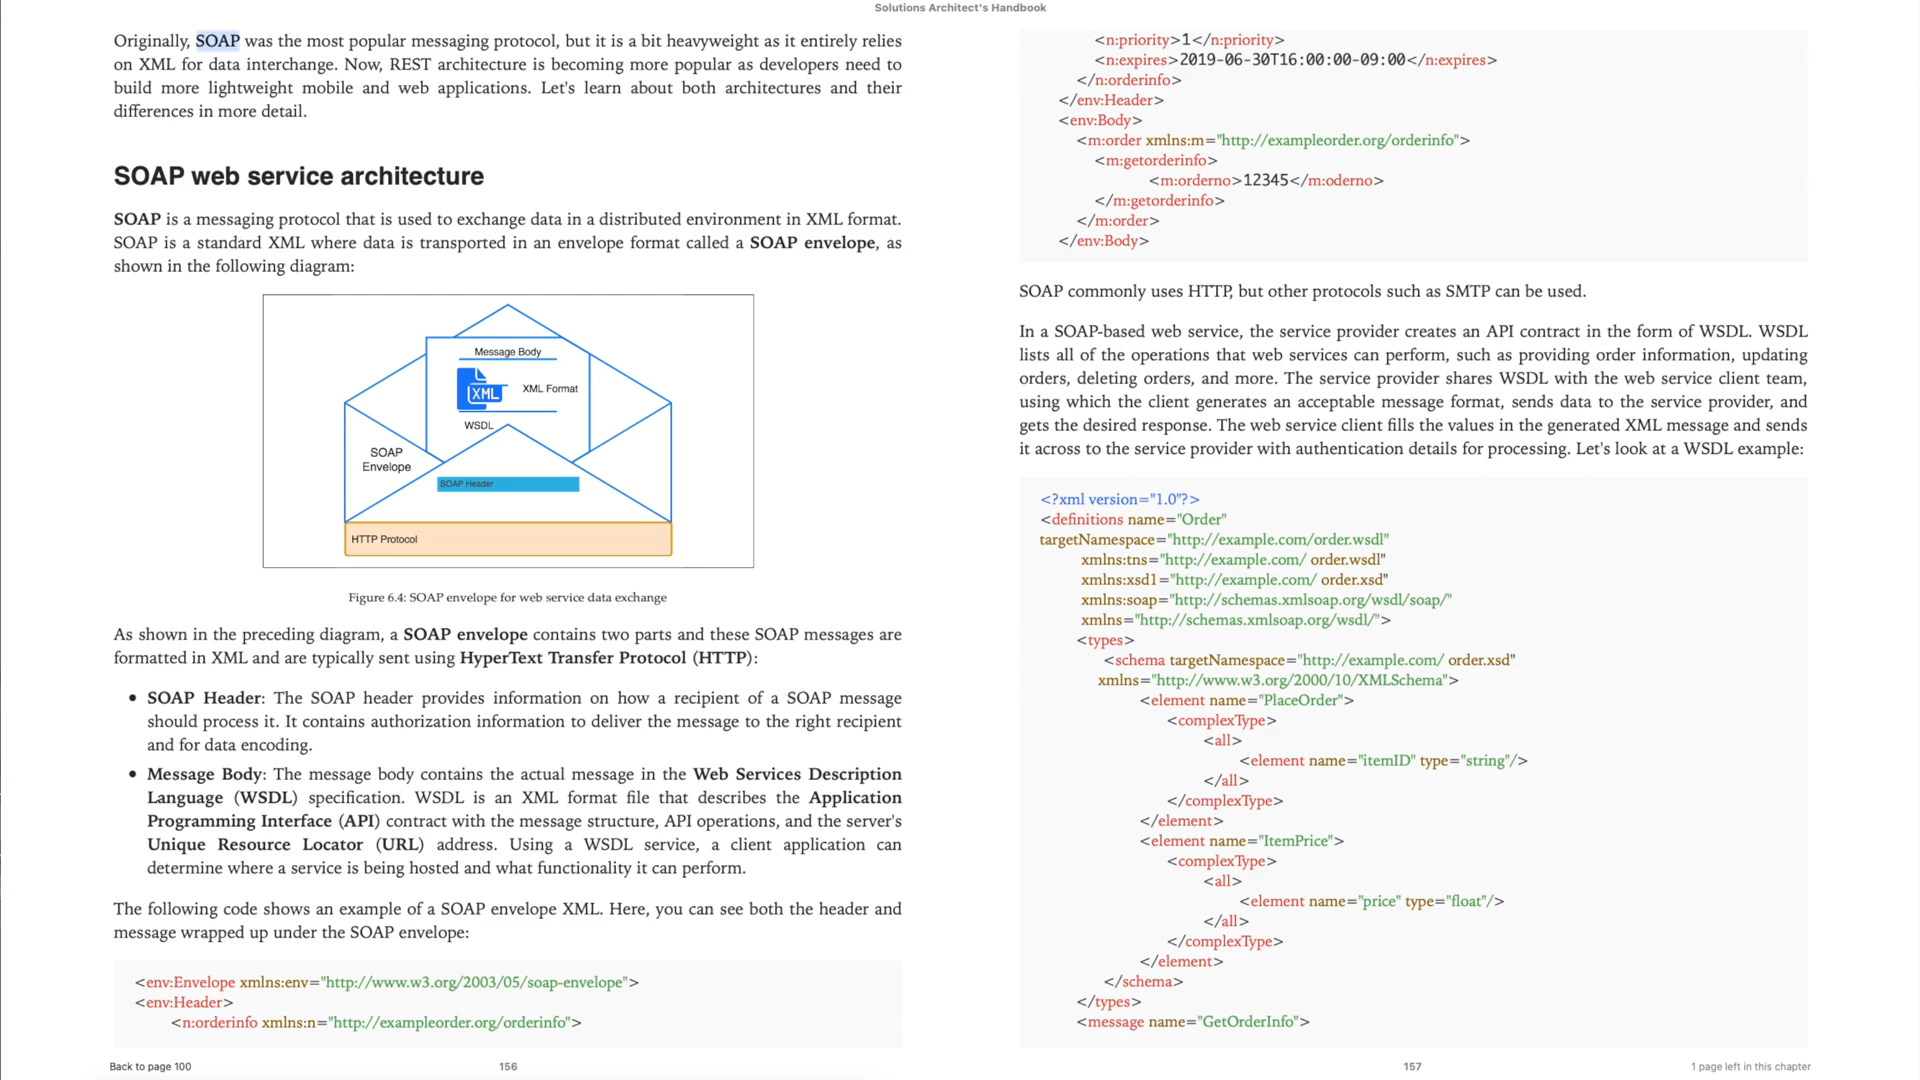 Solutions Architect's Handbook
Originally, SOAP was the most popular messaging protocol, but it is a bit heavyweight as it entirely relies
on XML for data interchange. Now, REST architecture is becoming more popular as developers need to
build more lightweight mobile and web applications. Let's learn about both architectures and their
differences in more detail.
SOAP web service architecture
SOAP is a messaging protocol that is used to exchange data in a distributed environment in XML format.
SOAP is a standard XML where data is transported in an envelope format called a SOAP envelope, as
shown in the following diagram:
Message Body
XML
XML Format
WSDL
SOAP
Envelope
SOAP Header
HTTP Protocol
Figure 6.4: SOAP envelope for web service data exchange
As shown in the preceding diagram, a SOAP envelope contains two parts and these SOAP messages are
formatted in XML and are typically sent using HyperText Transfer Protocol (HTTP):
• SOAP Header: The SOAP header provides information on how a recipient of a SOAP message
should process it. It contains authorization information to deliver the message to the right recipient
and for data encoding.
• Message Body: The message body contains the actual message in the Web Services Description
Language (WSDL) specification. WSDL is an XML format file that describes the Application
Programming Interface (API) contract with the message structure, API operations, and the server's
Unique Resource Locator (URL) address. Using a WSDL service, a client application can
determine where a service is being hosted and what functionality it can perform.
The following code shows an example of a SOAP envelope XML. Here, you can see both the header and
message wrapped up under the SOAP envelope:
<env:Envelope xmlns:env="http://www.w3.org/2003/05/soap-envelope">
<env:Header>
<n:orderinfo xmlns:n="http://exampleorder.org/orderinfo">
Back to page 100
156
<n:priority>1</n:priority>
<n:expires>2019-06-30T16:00:00-09:00</n:expires>
</n:orderinfo>
</env:Header>
<env:Body>
<m:order xmlns:m="http://exampleorder.org/orderinfo">
<m:getorderinfo>
<m:orderno>12345</m:oderno>
</m:getorderinfo>
</m:order>
</env:Body>
SOAP commonly uses HTTP, but other protocols such as SMTP can be used.
In a SOAP-based web service, the service provider creates an API contract in the form of WSDL. WSDL
lists all of the operations that web services can perform, such as providing order information, updating
orders, deleting orders, and more. The service provider shares WSDL with the web service client team,
using which the client generates an acceptable message format, sends data to the service provider, and
gets the desired response. The web service client fills the values in the generated XML message and sends
it across to the service provider with authentication details for processing. Let's look at a WSDL example:
<?xml version="1.0"?>
<definitions name="Order"
targetNamespace="http://example.com/order.wsdl"
xmlns:tns="http://example.com/ order.wsdl"
xmlns:xsd1="http://example.com/ order.xsd"
xmlns:soap="http://schemas.xmlsoap.org/wsdl/soap/"
xmlns="http://schemas.xmlsoap.org/wsdl/">
<types>
<schema targetNamespace="http://example.com/ order.xsd"
xmlns="http://www.w3.org/2000/10/XMLSchema">
<element name="PlaceOrder">
<complexType>
<all>
<element name="itemID" type="string"/>
</all>
</complexType>
</element>
<element name="ItemPrice">
<complexType>
<all>
<element name="price" type="float"/>
</all>
</complexType>
</element>
</schema>
</types>
<message name="GetOrderInfo">
157
1 page left in this chapter